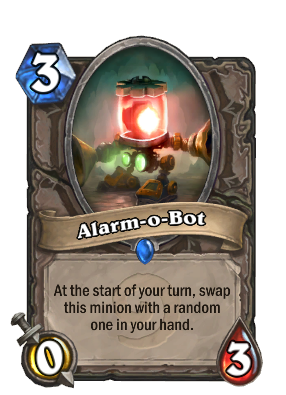 3
Alarm-o-Bot
At the start of your turn, swap
this minion with a random
one in your hand.
0
3